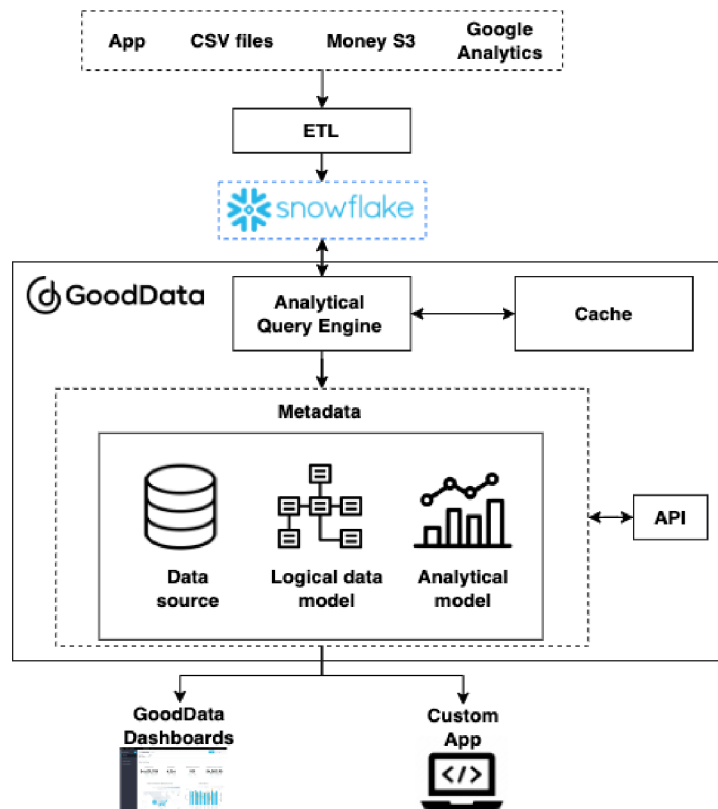 App CSV files Money S3 Google
Analytics
ETL
snowflake
GoodData
Analytical
Query Engine
Cache
Metadata
Data
source
Logical data
model
Analytical
model
API
GoodData
Dashboards
Custom
App
</>